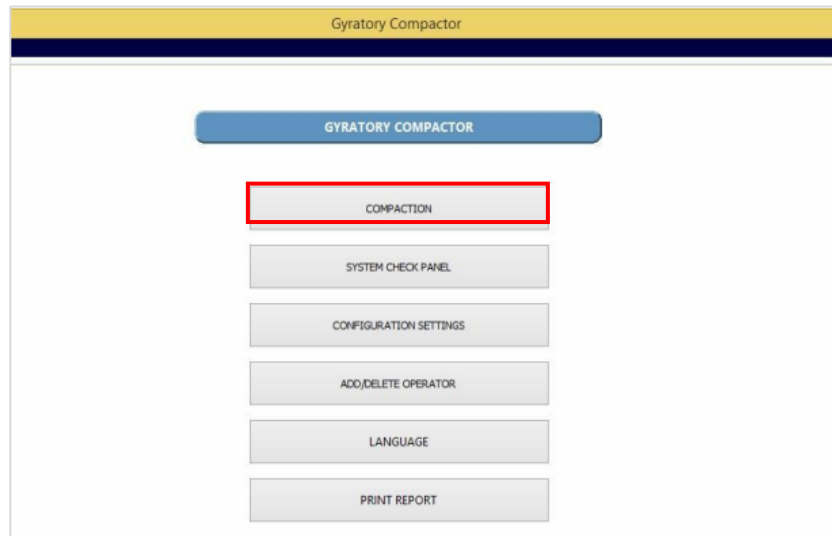 Gyratory Compactor
GYRATORY COMPACTOR
COMPACTION
SYSTEM CHECK PANEL
CONFIGURATION SETTINGS
ADD/DELETE OPERATOR
LANGUAGE
PRINT REPORT